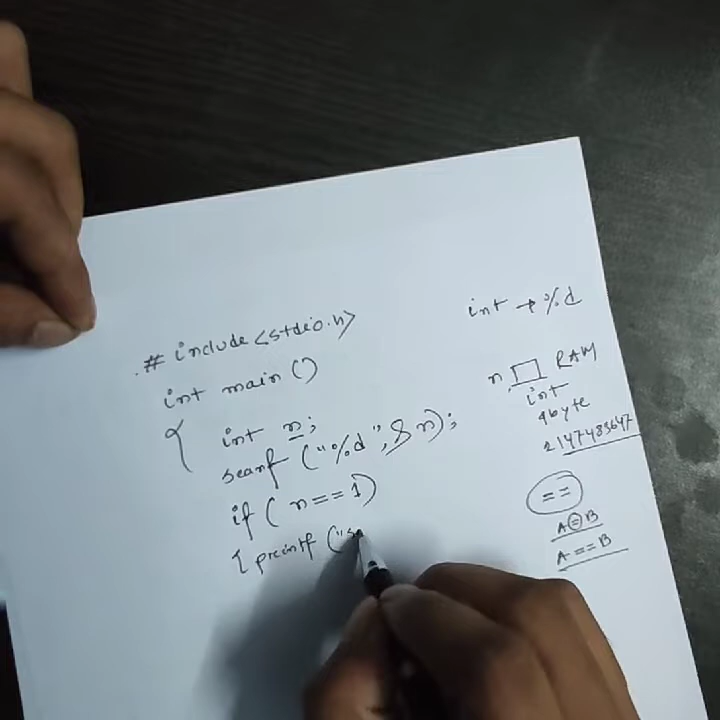 # include <stdio.h>
int main ()
{ int n;
scanf ("%d", &n);
if ( n==1)
{ printf ("s
int → %d
n RAM
int
4byte
2147483647
==
A=B
A==B